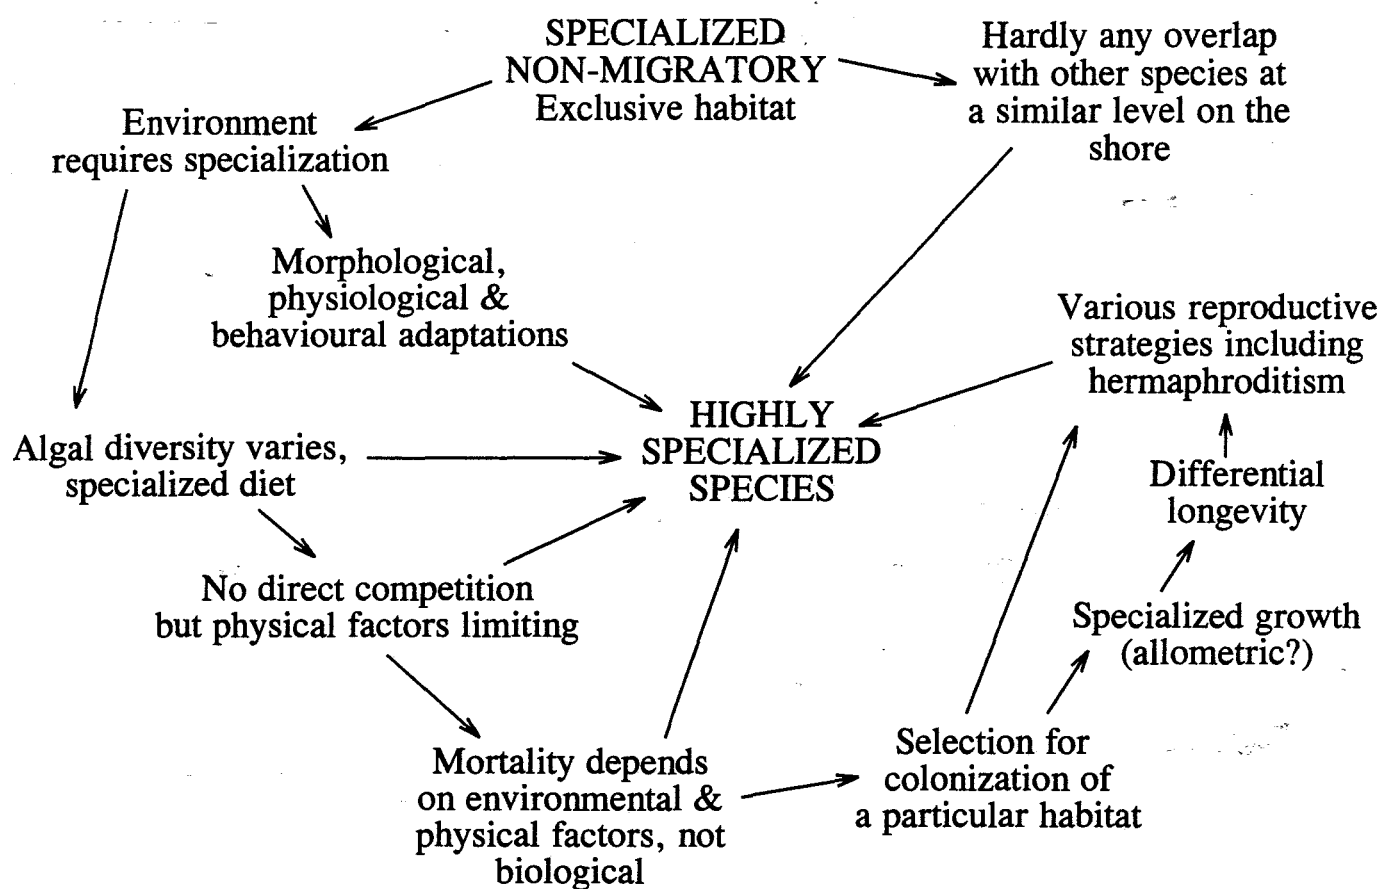 SPECIALIZED
NON-MIGRATORY
Exclusive habitat
Hardly any overlap
with other species at
a similar level on the
shore
Environment
requires specialization
Morphological,
physiological &
behavioural adaptations
Various reproductive
strategies including
hermaphroditism
HIGHLY
SPECIALIZED
SPECIES
Algal diversity varies,
specialized diet
Differential
longevity
No direct competition
but physical factors limiting
Specialized growth
(allometric?)
Mortality depends
on environmental &
physical factors, not
biological
Selection for
colonization of
a particular habitat